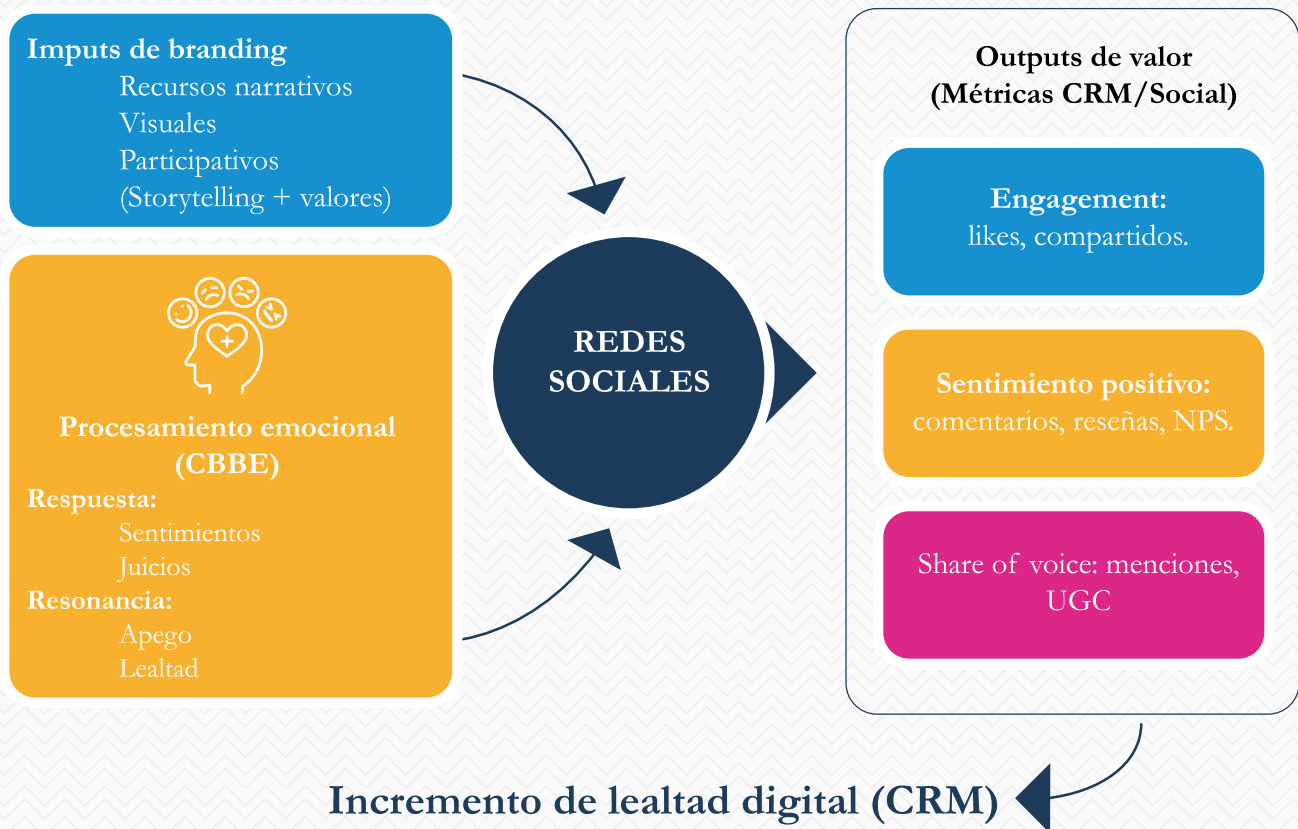 Imputs de branding
Recursos narrativos
Visuales
Participativos
(Storytelling + valores)
Procesamiento emocional
(CBBE)
Respuesta:
Sentimientos
Juicios
Resonancia:
Apego
Lealtad
REDES
SOCIALES
Outputs de valor
(Métricas CRM/Social)
Engagement:
likes, compartidos.
Sentimiento positivo:
comentarios, reseñas, NPS.
Share of voice: menciones,
UGC
Incremento de lealtad digital (CRM)